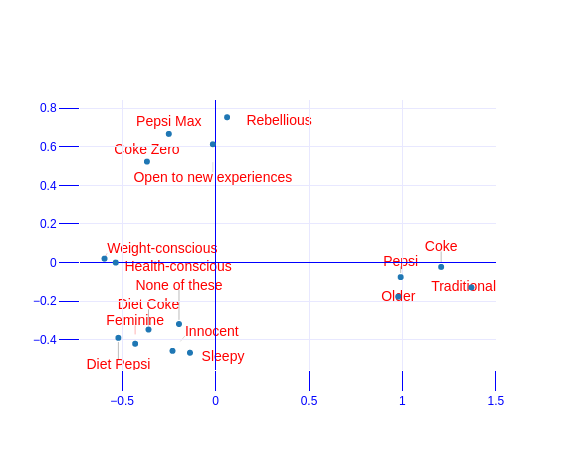 0.8
Pepsi Max
Rebellious
0.6
Coke Zero
Open to new experiences
0.4
0.2
Coke
Weight-conscious
0
Health-conscious
Pepsi
None of these
Traditional
Older
−0.2
Diet Coke
Feminine
Innocent
−0.4
Sleepy
Diet Pepsi
−0.5
0
0.5
1
1.5